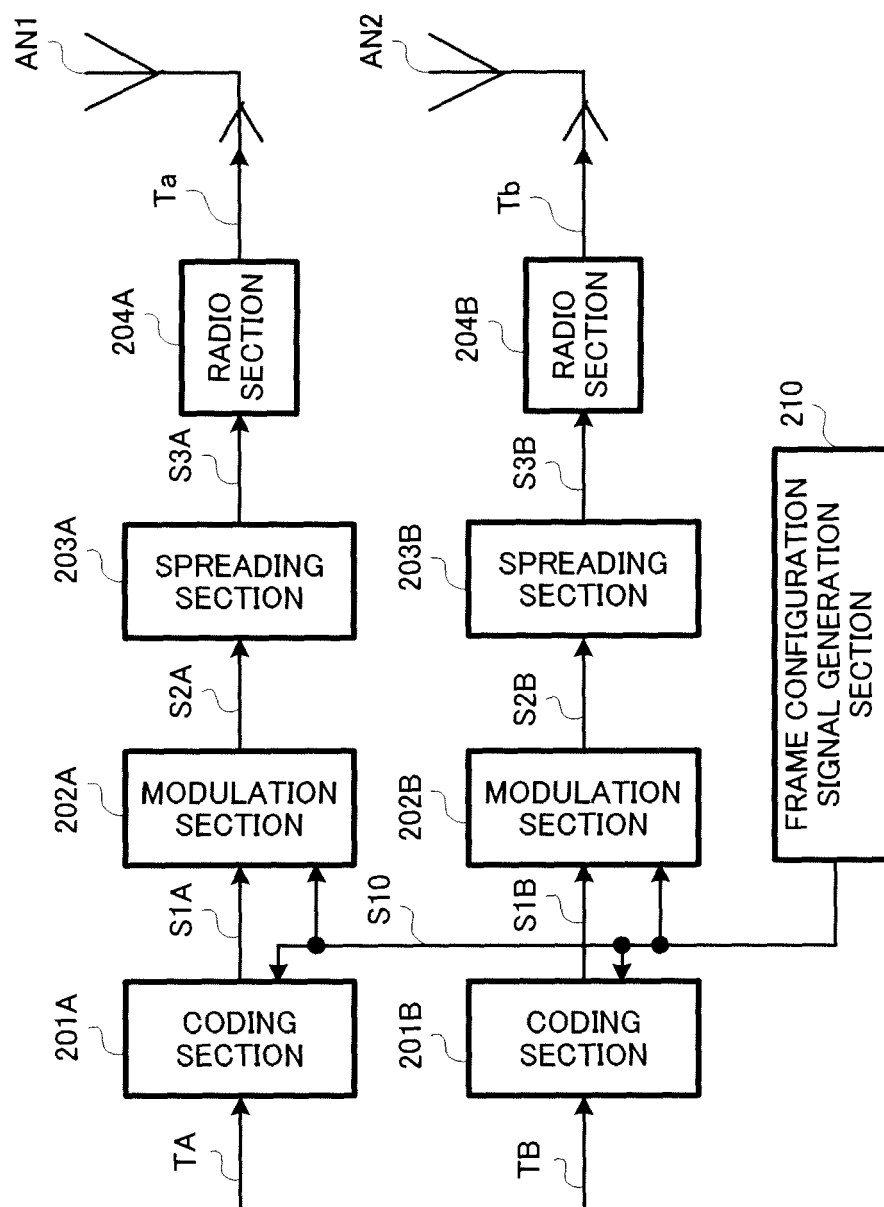 AN1
Ta
204A
RADIO
SECTION
S3A
203A
SPREADING
SECTION
S2A
202A
MODULATION
SECTION
S1A
201A
CODING
SECTION
TA
AN2
Tb
204B
RADIO
SECTION
S3B
203B
SPREADING
SECTION
S2B
202B
MODULATION
SECTION
S1B
S10
201B
CODING
SECTION
TB
210
FRAME CONFIGURATION
SIGNAL GENERATION
SECTION